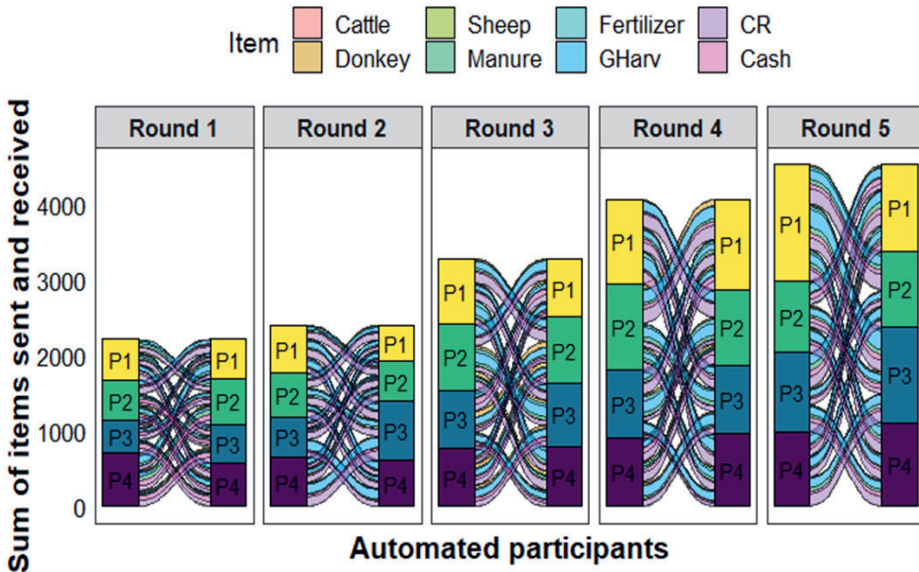 Item
Cattle Sheep Fertilizer CR
Donkey Manure GHarv Cash
Round 1 Round 2 Round 3 Round 4 Round 5
Sum of items sent and received
4000
3000
2000
1000
0
P1 P1 P1 P1 P1 P1 P1 P1 P1 P1
P2 P2 P2 P2 P2 P2 P2 P2 P2 P2
P3 P3 P3 P3 P3 P3 P3 P3 P3 P3
P4 P4 P4 P4 P4 P4 P4 P4 P4 P4
Automated participants